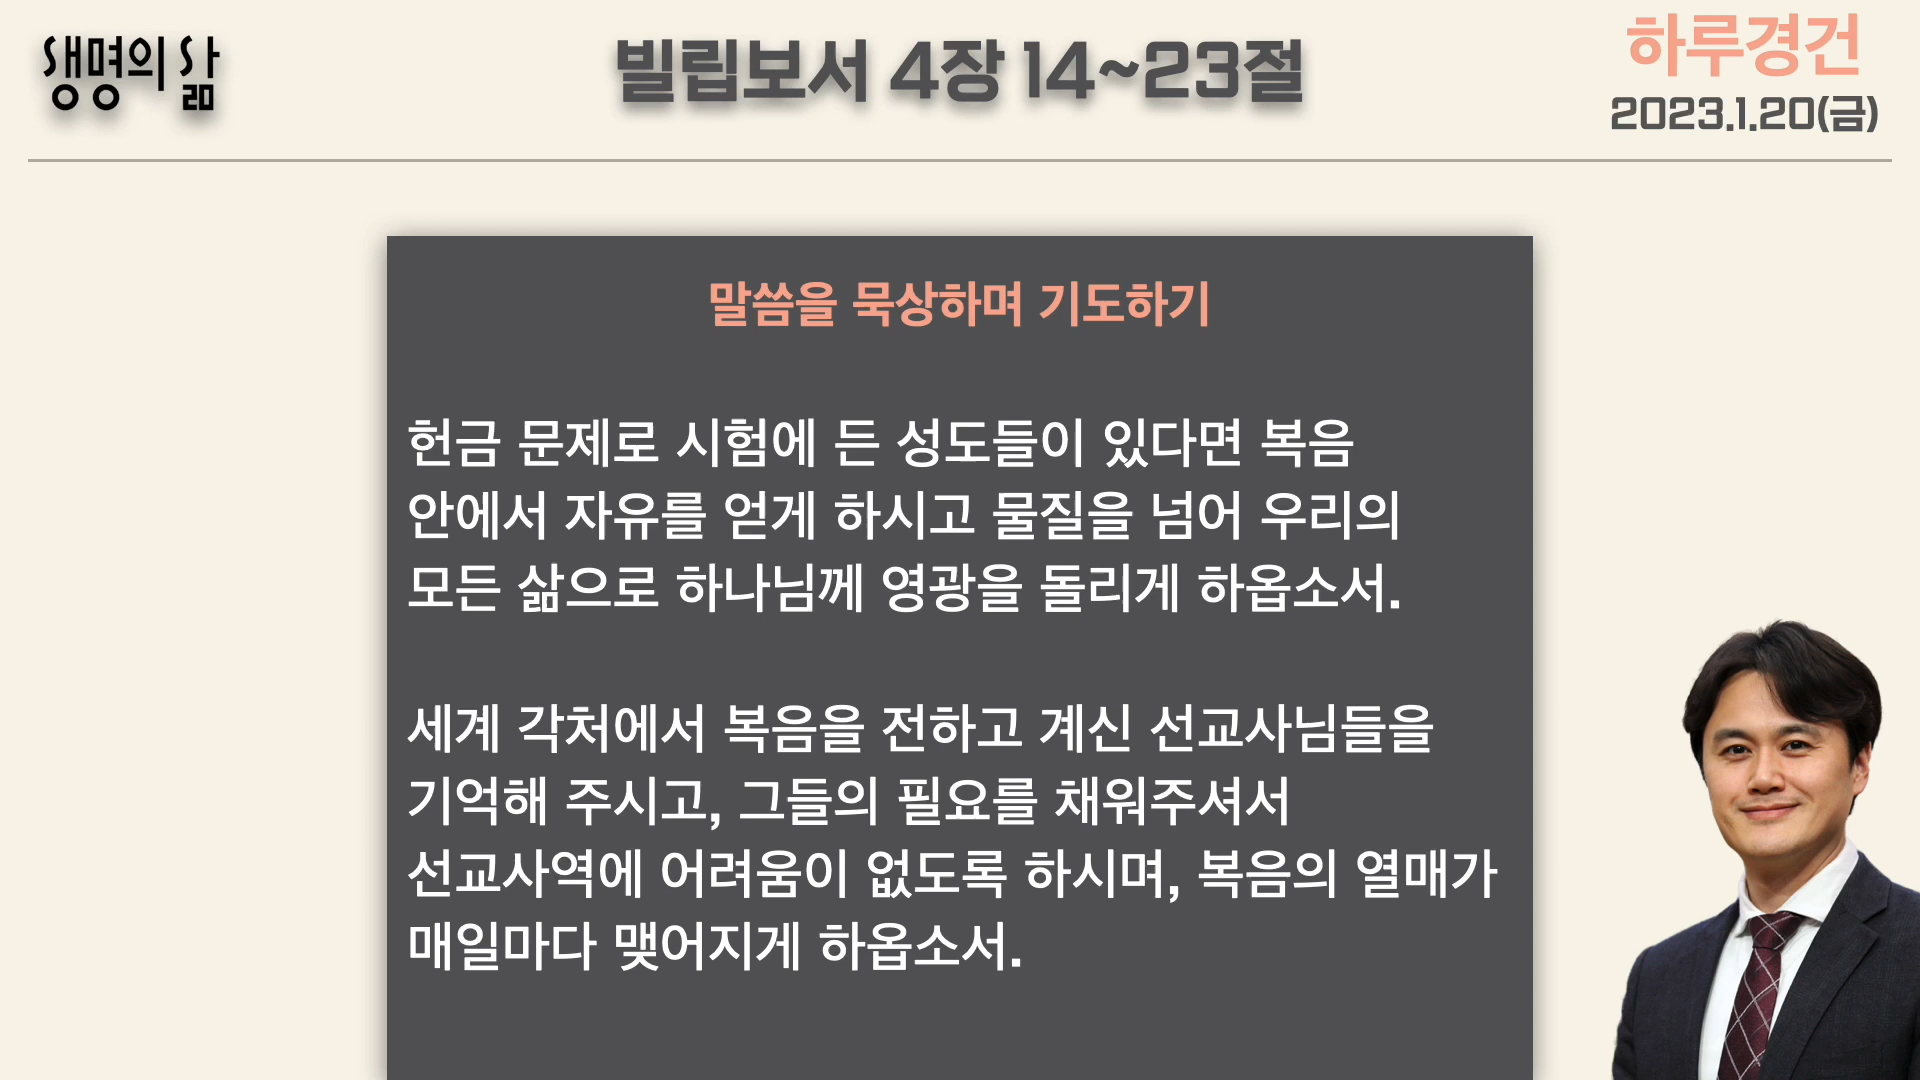 생명의 삶
빌립보서 4장 14~23절
하루경건
2023.1.20(금)
말씀을 묵상하며 기도하기
헌금 문제로 시험에 든 성도들이 있다면 복음
안에서 자유를 얻게 하시고 물질을 넘어 우리의
모든 삶으로 하나님께 영광을 돌리게 하옵소서.
세계 각처에서 복음을 전하고 계신 선교사님들을
기억해 주시고, 그들의 필요를 채워주셔서
선교사역에 어려움이 없도록 하시며, 복음의 열매가
매일마다 맺어지게 하옵소서.